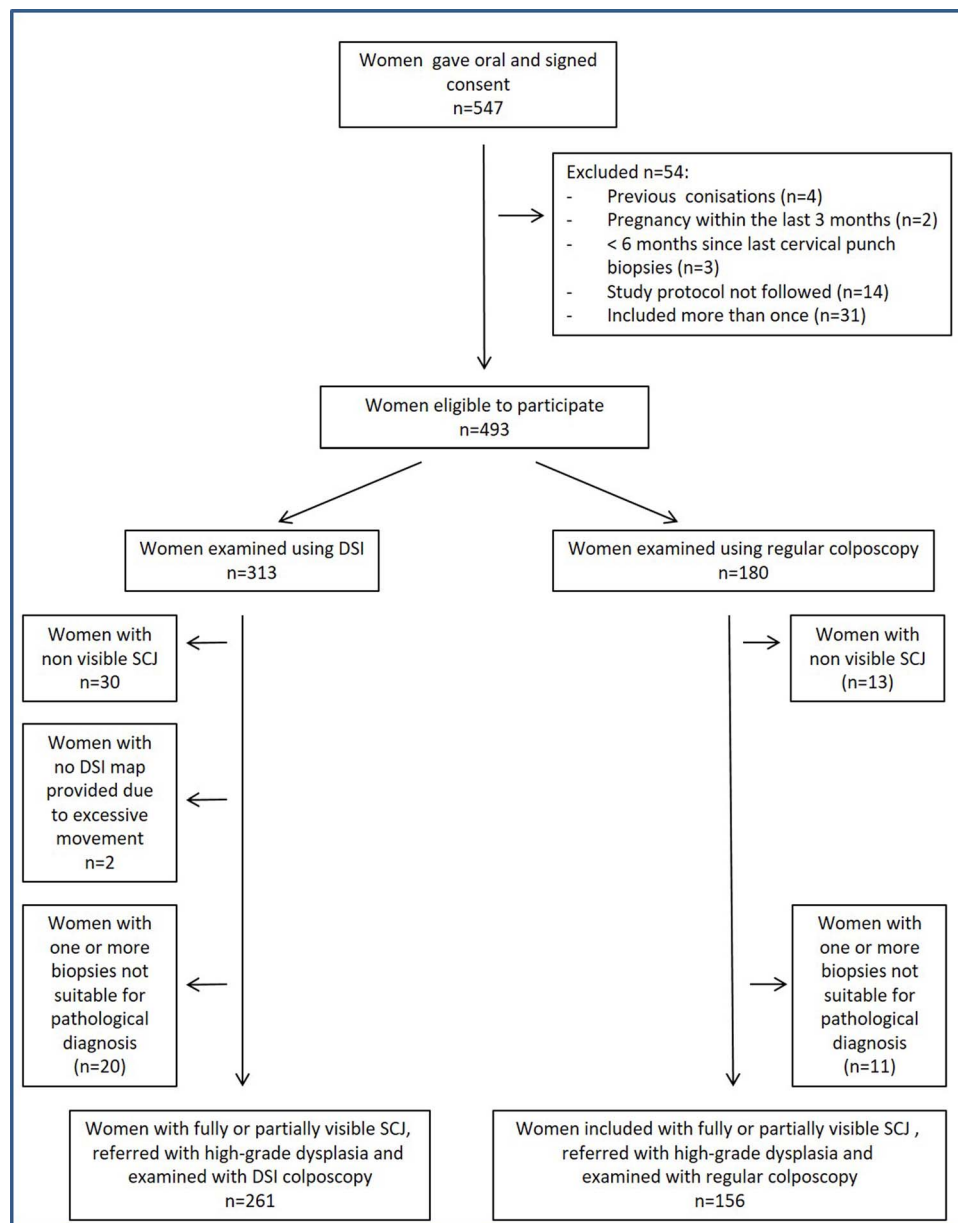 Women gave oral and signed
consent
n=547
Excluded n=54:
- Previous conisations (n=4)
- Pregnancy within the last 3 months (n=2)
- < 6 months since last cervical punch
biopsies (n=3)
- Study protocol not followed (n=14)
- Included more than once (n=31)
Women eligible to participate
n=493
Women examined using DSI
n=313
Women examined using regular colposcopy
n=180
Women with
non visible SCJ
n=30
Women with
non visible SCJ
(n=13)
Women with
no DSI map
provided due
to excessive
movement
n=2
Women with
one or more
biopsies not
suitable for
pathological
diagnosis
(n=20)
Women with
one or more
biopsies not
suitable for
pathological
diagnosis
(n=11)
Women with fully or partially visible SCJ,
referred with high-grade dysplasia and
examined with DSI colposcopy
n=261
Women included with fully or partially visible SCJ ,
referred with high-grade dysplasia and
examined with regular colposcopy
n=156